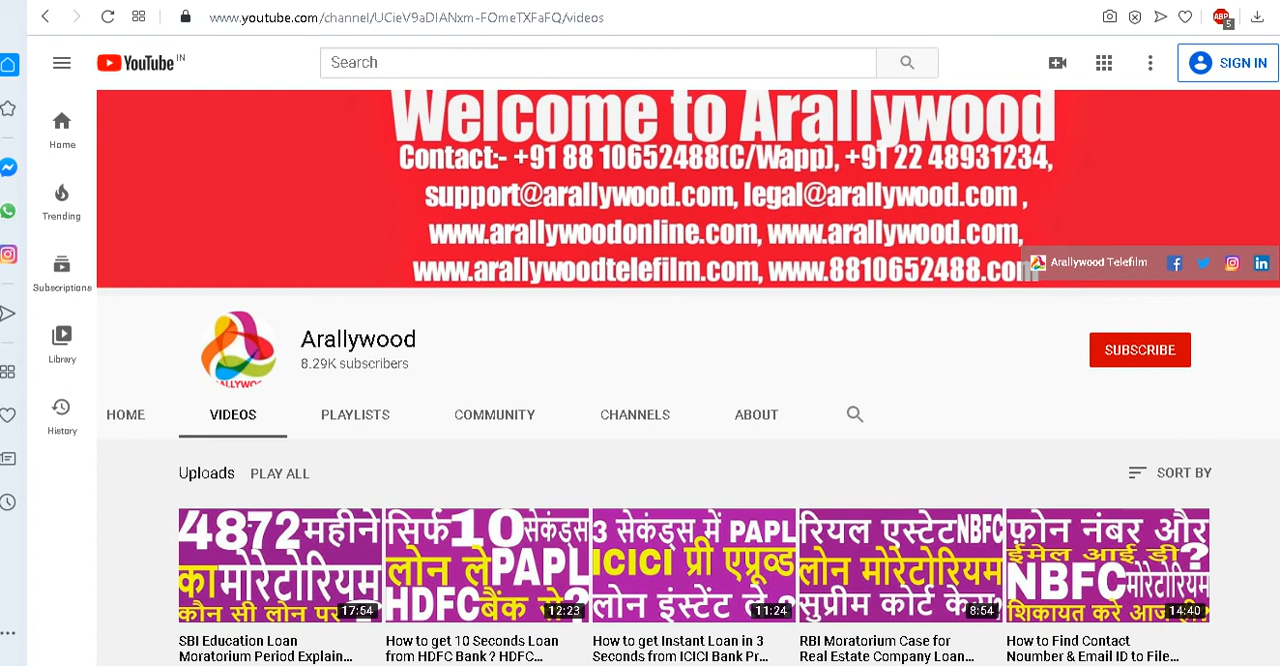 www.youtube.com/channel/UCieV9aDIANxm-FOmeTXFaFQ/videos
ABP
5
YouTube IN
Search
SIGN IN
Home
Trending
Subscriptions
Library
History
Welcome to Arallywood
Contact:- +91 88 10652488(C/Wapp), +91 22 48931234,
support@arallywood.com, legal@arallywood.com ,
www.arallywoodonline.com, www.arallywood.com,
www.arallywoodtelefilm.com, www.8810652488.com
Arallywood Telefilm
ARALLYWOOD
Arallywood
8.29K subscribers
SUBSCRIBE
HOME
VIDEOS
PLAYLISTS
COMMUNITY
CHANNELS
ABOUT
Uploads
PLAY ALL
SORT BY
4872 महीने
का मोरेटोरियम
कौन सी लोन पर
17:54
SBI Education Loan
Moratorium Period Explain...
सिर्फ 10 सेकंड्स
लोन ले PAPL
HDFC बैंक से ?
12:23
How to get 10 Seconds Loan
from HDFC Bank ? HDFC...
3 सेकंड्स में PAPL
ICICI प्री एप्रूव्ड
लोन इंस्टेंट ले ?
11:24
How to get Instant Loan in 3
Seconds from ICICI Bank Pr...
रियल एस्टेट NBFC
लोन मोरेटोरियम
सुप्रीम कोर्ट केस
8:54
RBI Moratorium Case for
Real Estate Company Loan...
फ़ोन नंबर और
ईमेल आई डी ?
NBFC मोरेटोरियम
शिकायत करे आज ही
14:40
How to Find Contact
Nounumber & Email ID to File...